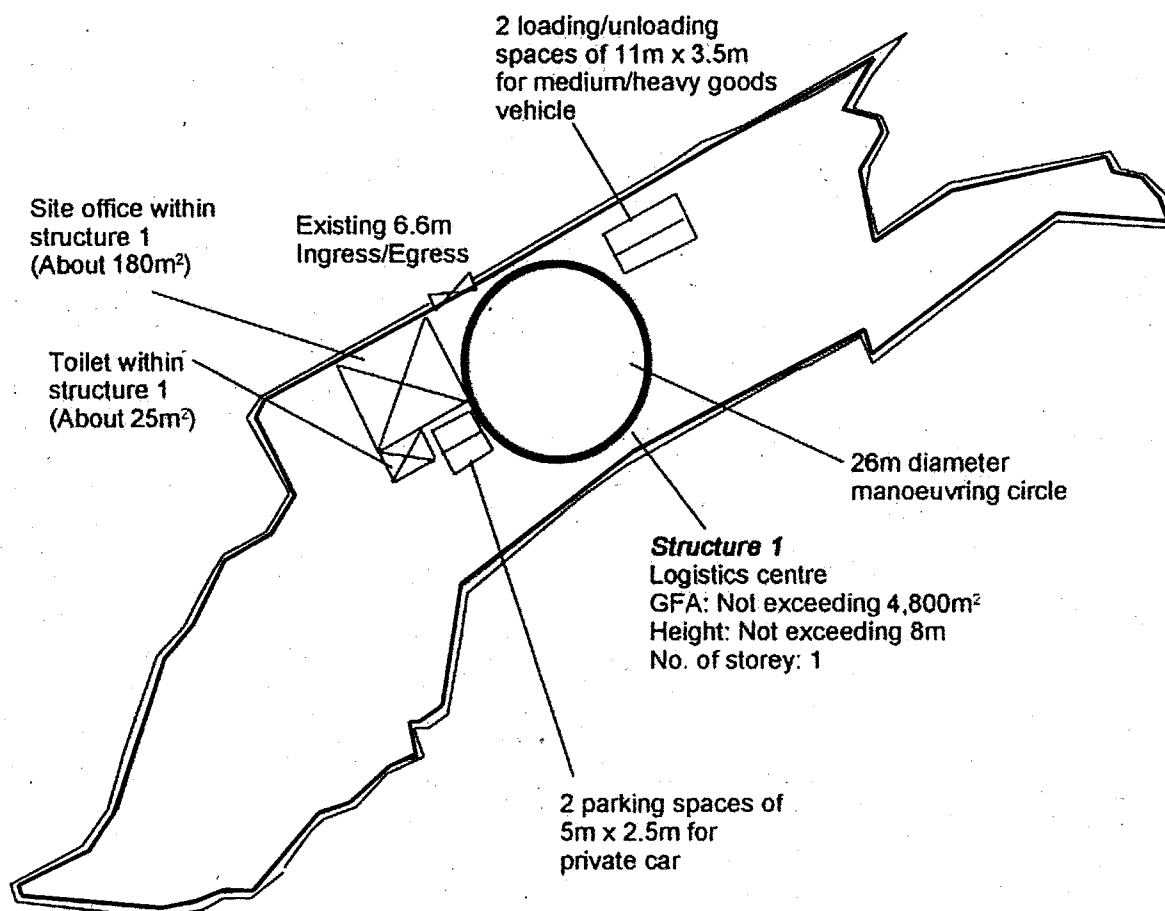 2 loading/unloading
spaces of 11m x 3.5m
for medium/heavy goods
vehicle
Site office within
structure 1
(About 180m²)
Existing 6.6m
Ingress/Egress
Toilet within
structure 1
(About 25m²)
26m diameter
manoeuvring circle
Structure 1
Logistics centre
GFA: Not exceeding 4,800m²
Height: Not exceeding 8m
No. of storey: 1
2 parking spaces of
5m x 2.5m for
private car